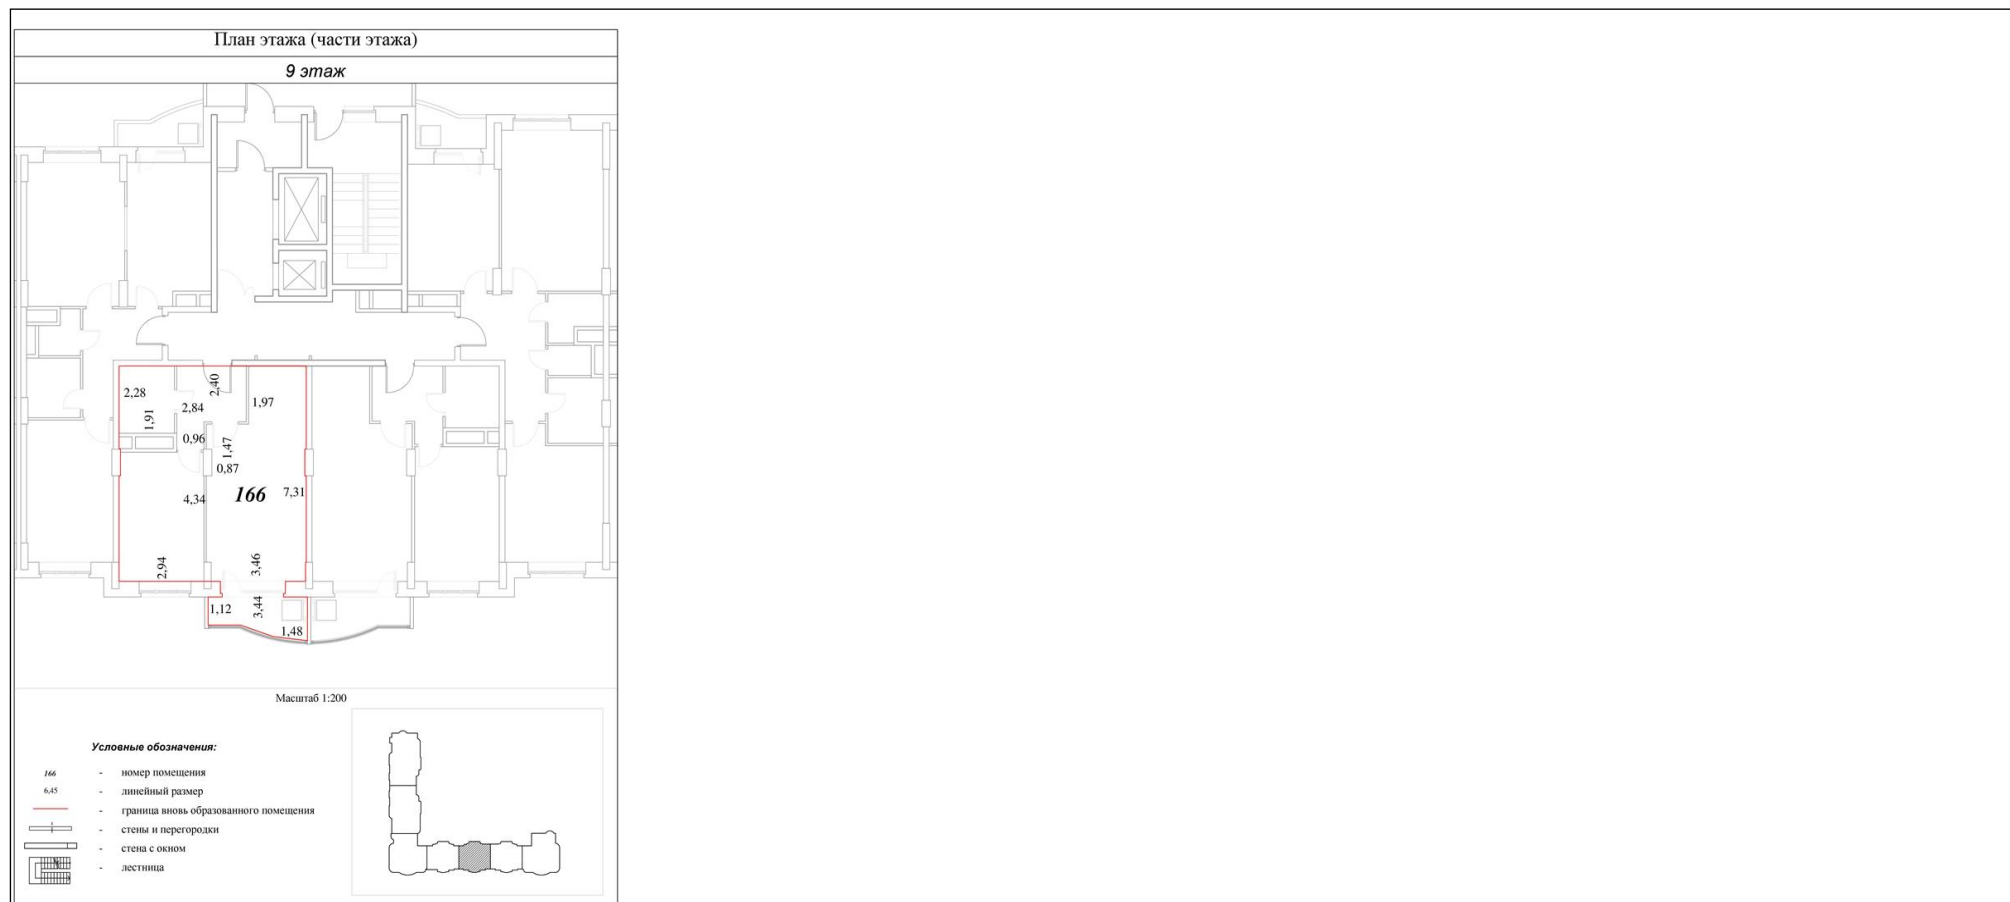 План этажа (части этажа)
9 этаж
2,28
2,40
1,97
2,84
1,91
0,96
1,47
0,87
4,34
166
7,31
2,94
3,46
1,12
3,44
1,48
Масштаб 1:200
Условные обозначения:
166 - номер помещения
6,45 - линейный размер
- граница вновь образованного помещения
- стены и перегородки
- стена с окном
- лестница